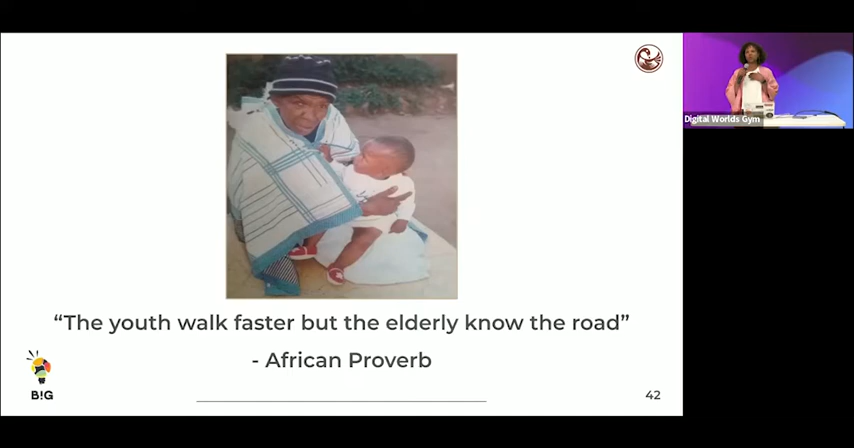 “The youth walk faster but the elderly know the road”
- African Proverb
B!G
42
Digital Worlds Gym